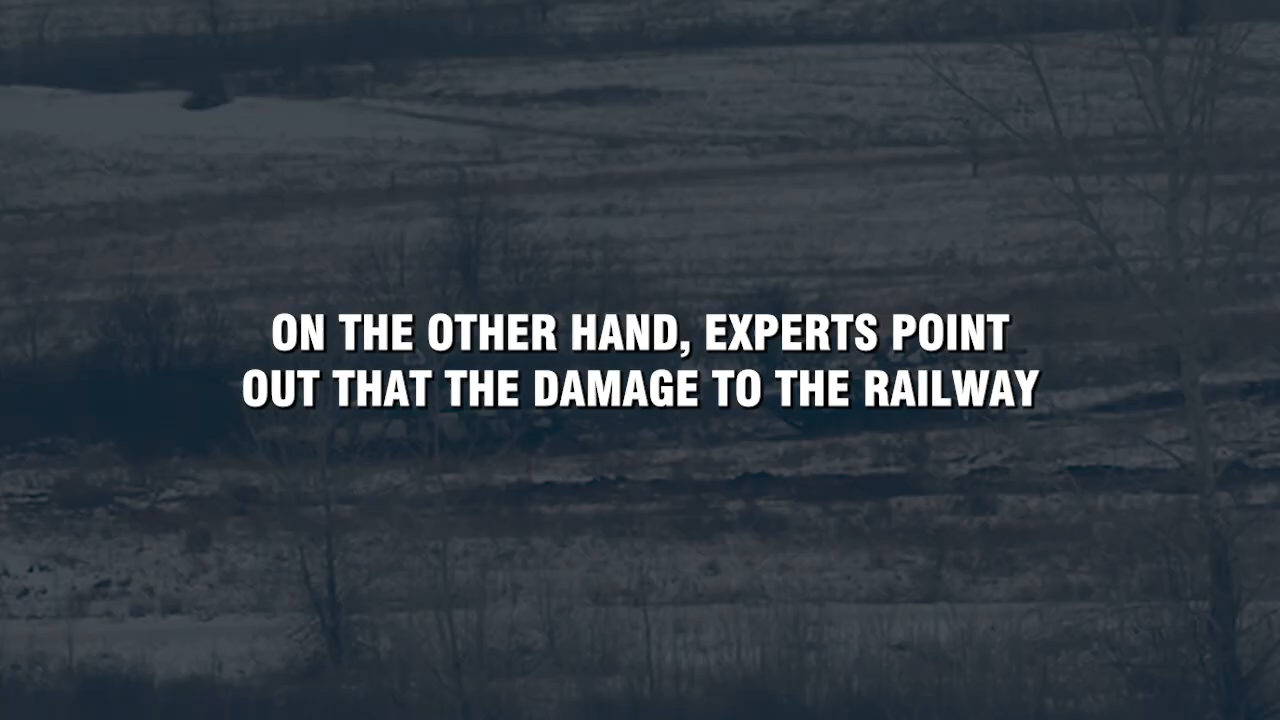 ON THE OTHER HAND, EXPERTS POINT
OUT THAT THE DAMAGE TO THE RAILWAY